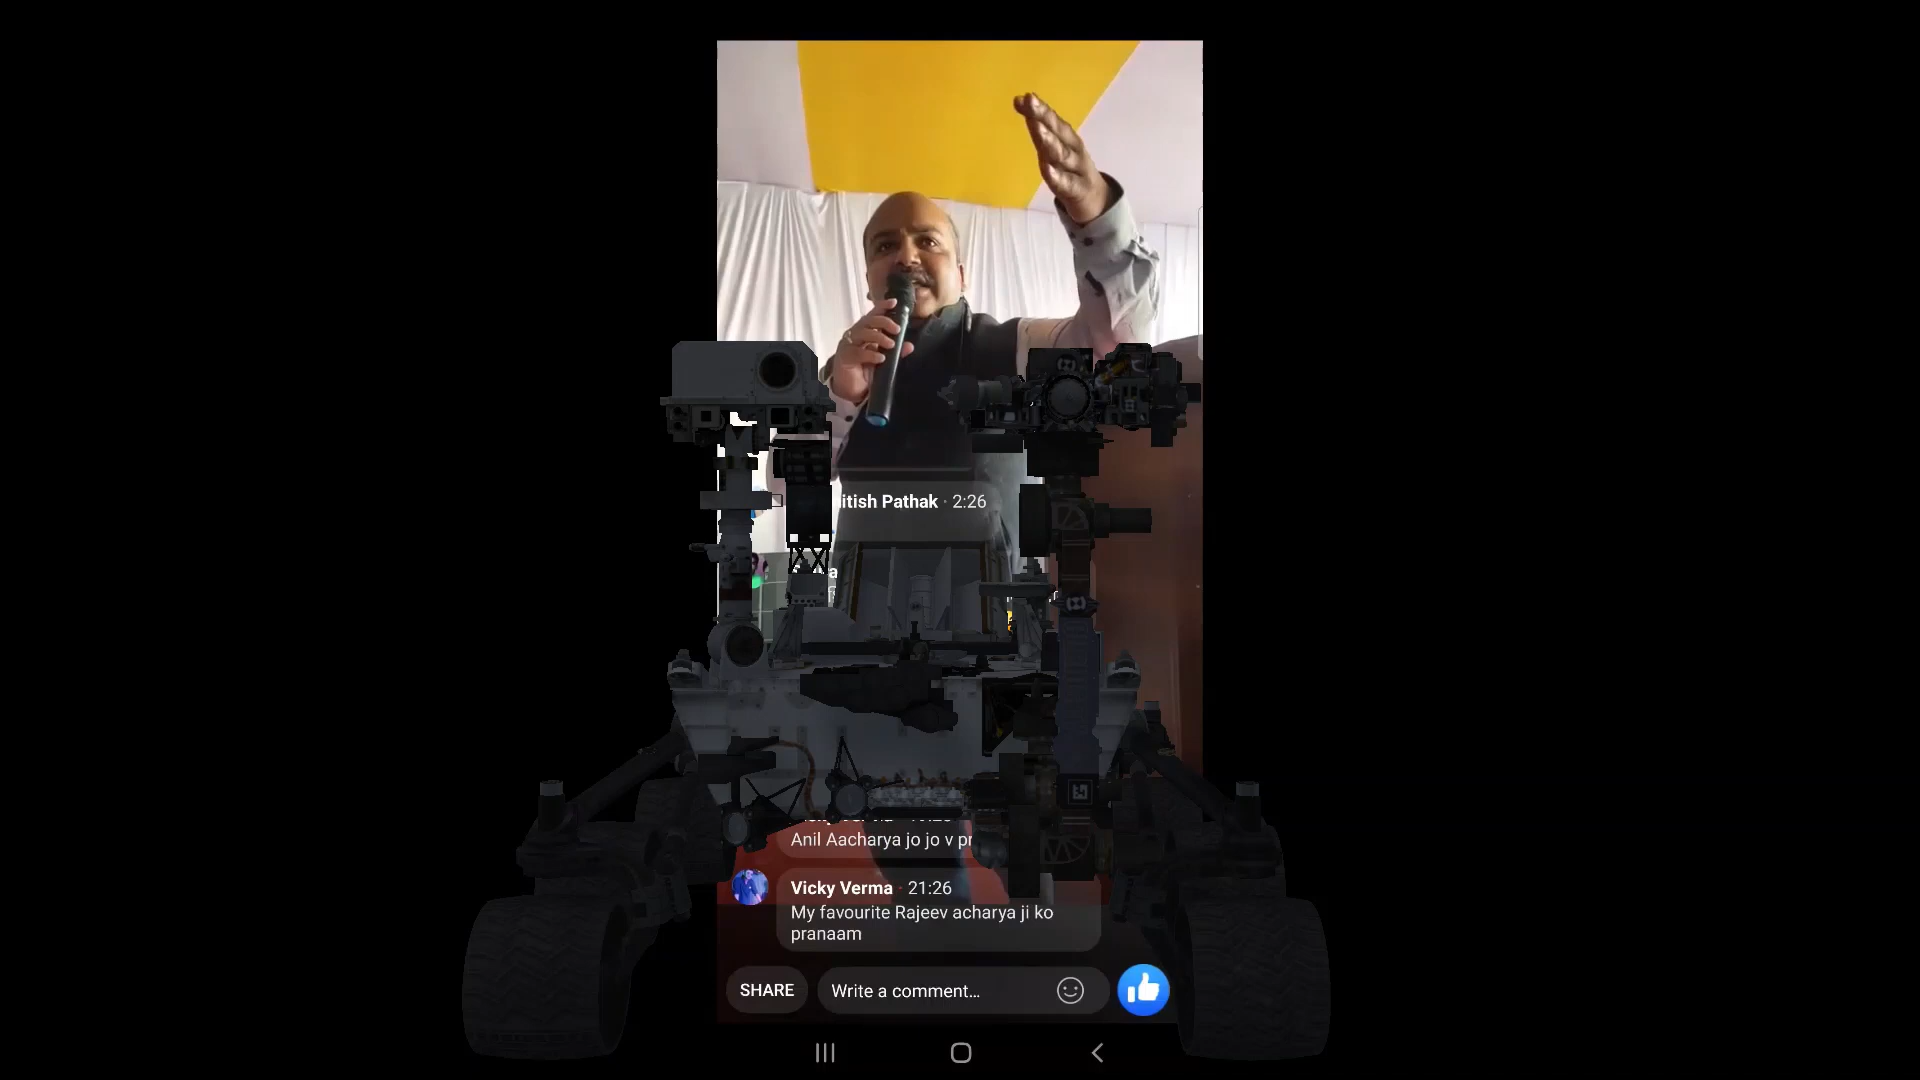 itish Pathak · 2:26
Anil Aacharya jo jo v pr
Vicky Verma · 21:26
My favourite Rajeev acharya ji ko
pranaam
SHARE
Write a comment…